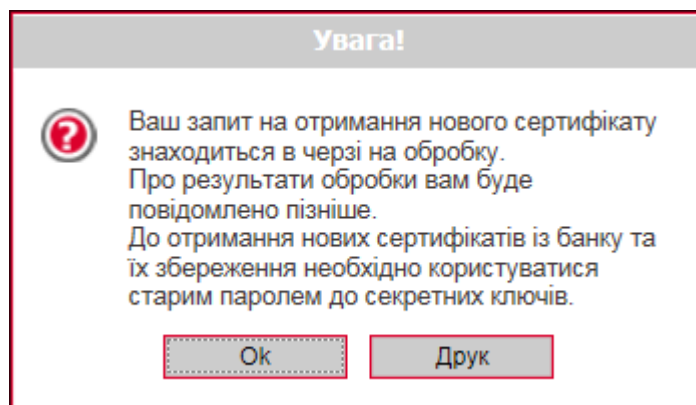 Увага!
Ваш запит на отримання нового сертифікату
знаходиться в черзі на обробку.
Про результати обробки вам буде
повідомлено пізніше.
До отримання нових сертифікатів із банку та
їх збереження необхідно користуватися
старим паролем до секретних ключів.
Ok
Друк